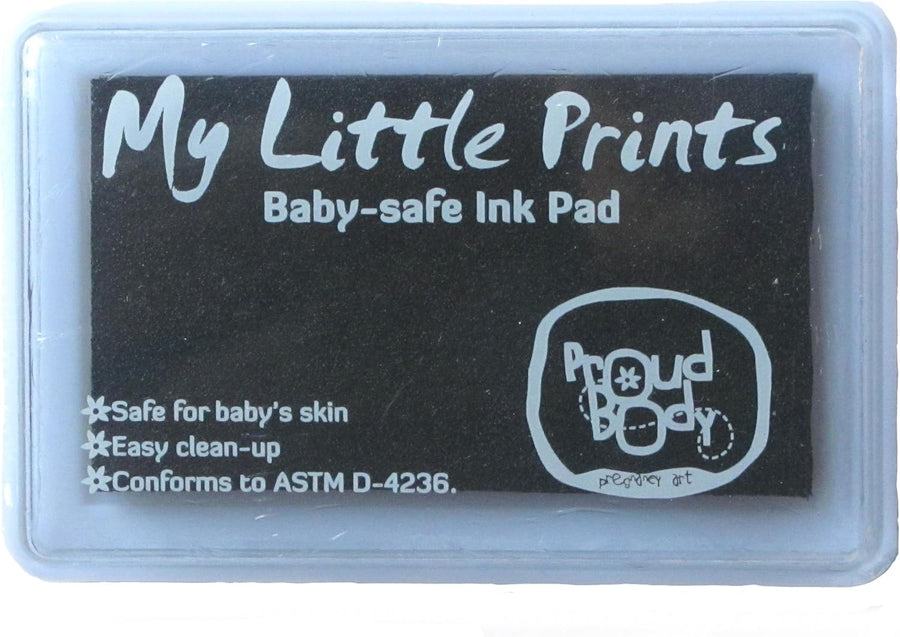 My Little Prints
Baby-safe Ink Pad
Proud
Body
pregnancy art
Safe for baby's skin
Easy clean-up
Conforms to ASTM D-4236.